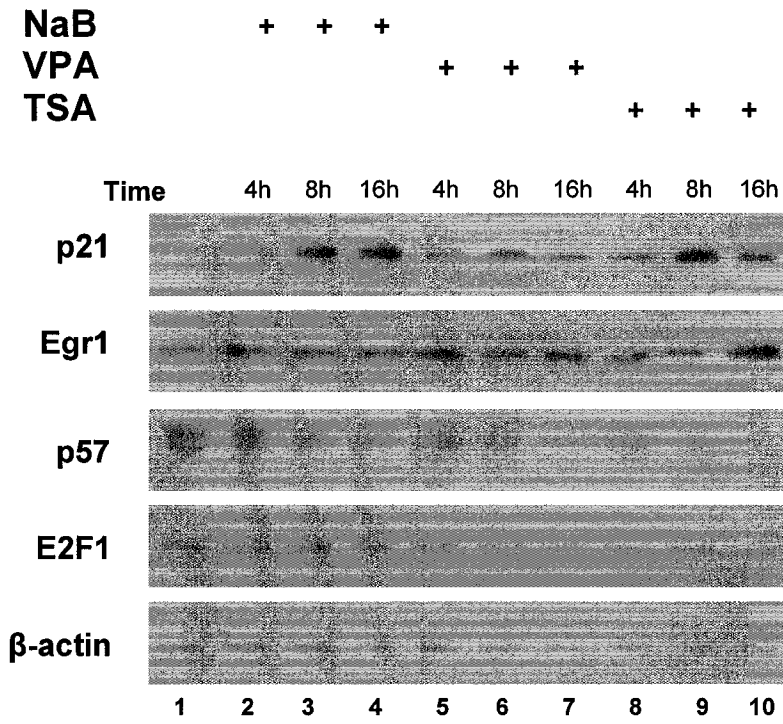 NaB + + +
VPA + + +
TSA + + +
Time 4h 8h 16h 4h 8h 16h 4h 8h 16h
p21
Egr1
p57
E2F1
β-actin
1 2 3 4 5 6 7 8 9 10